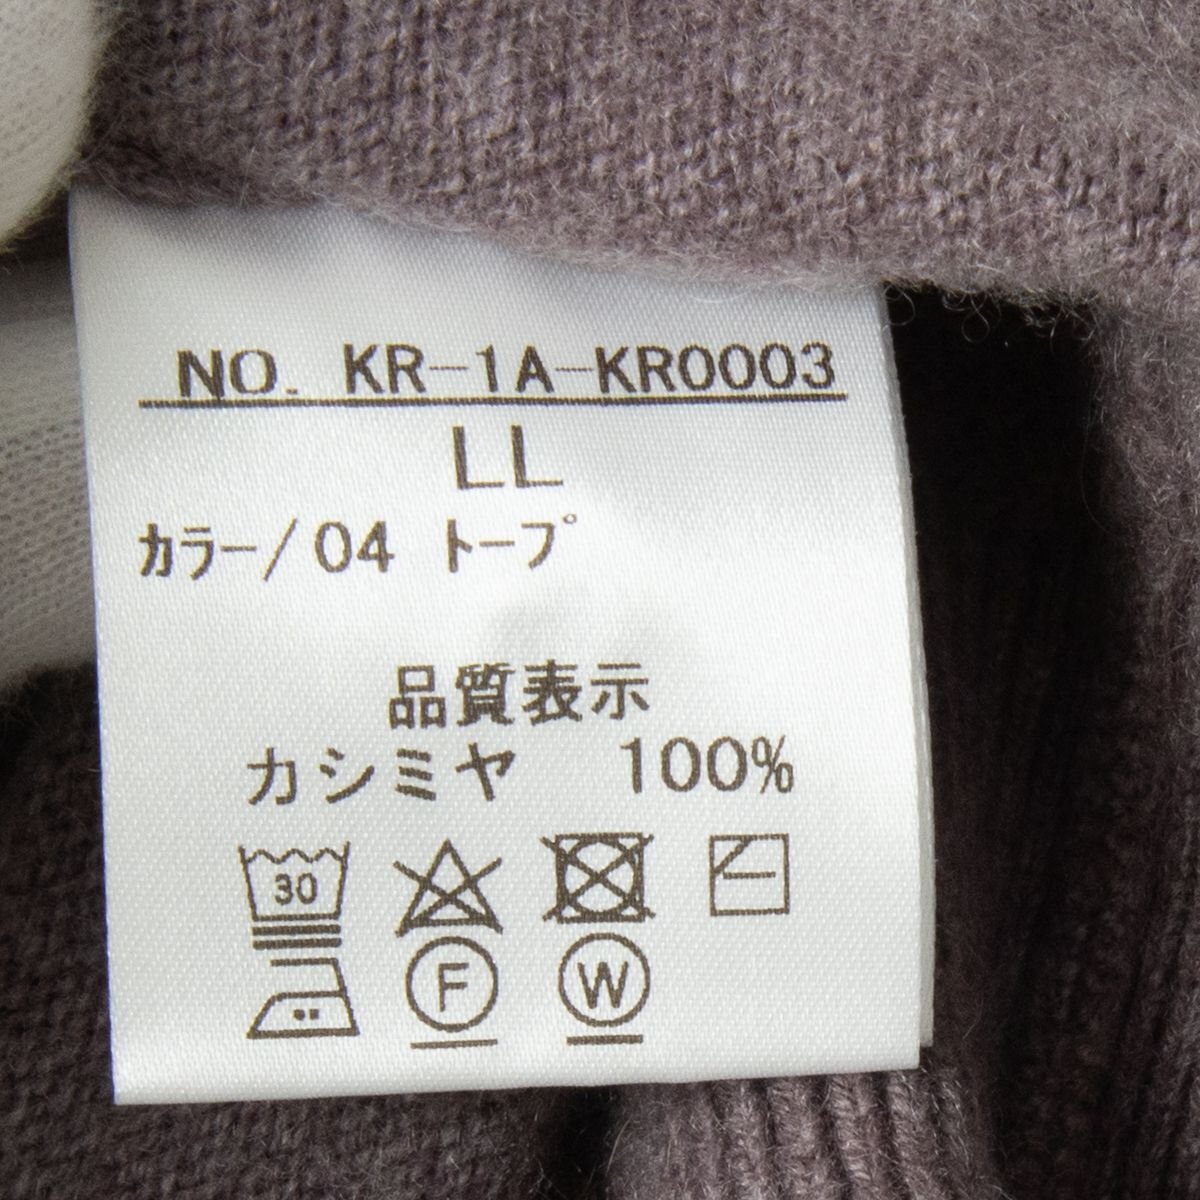 NO. KR-1A-KR0003
LL
カラー/04 トープ
品質表示
カシミヤ 100%
30
F W